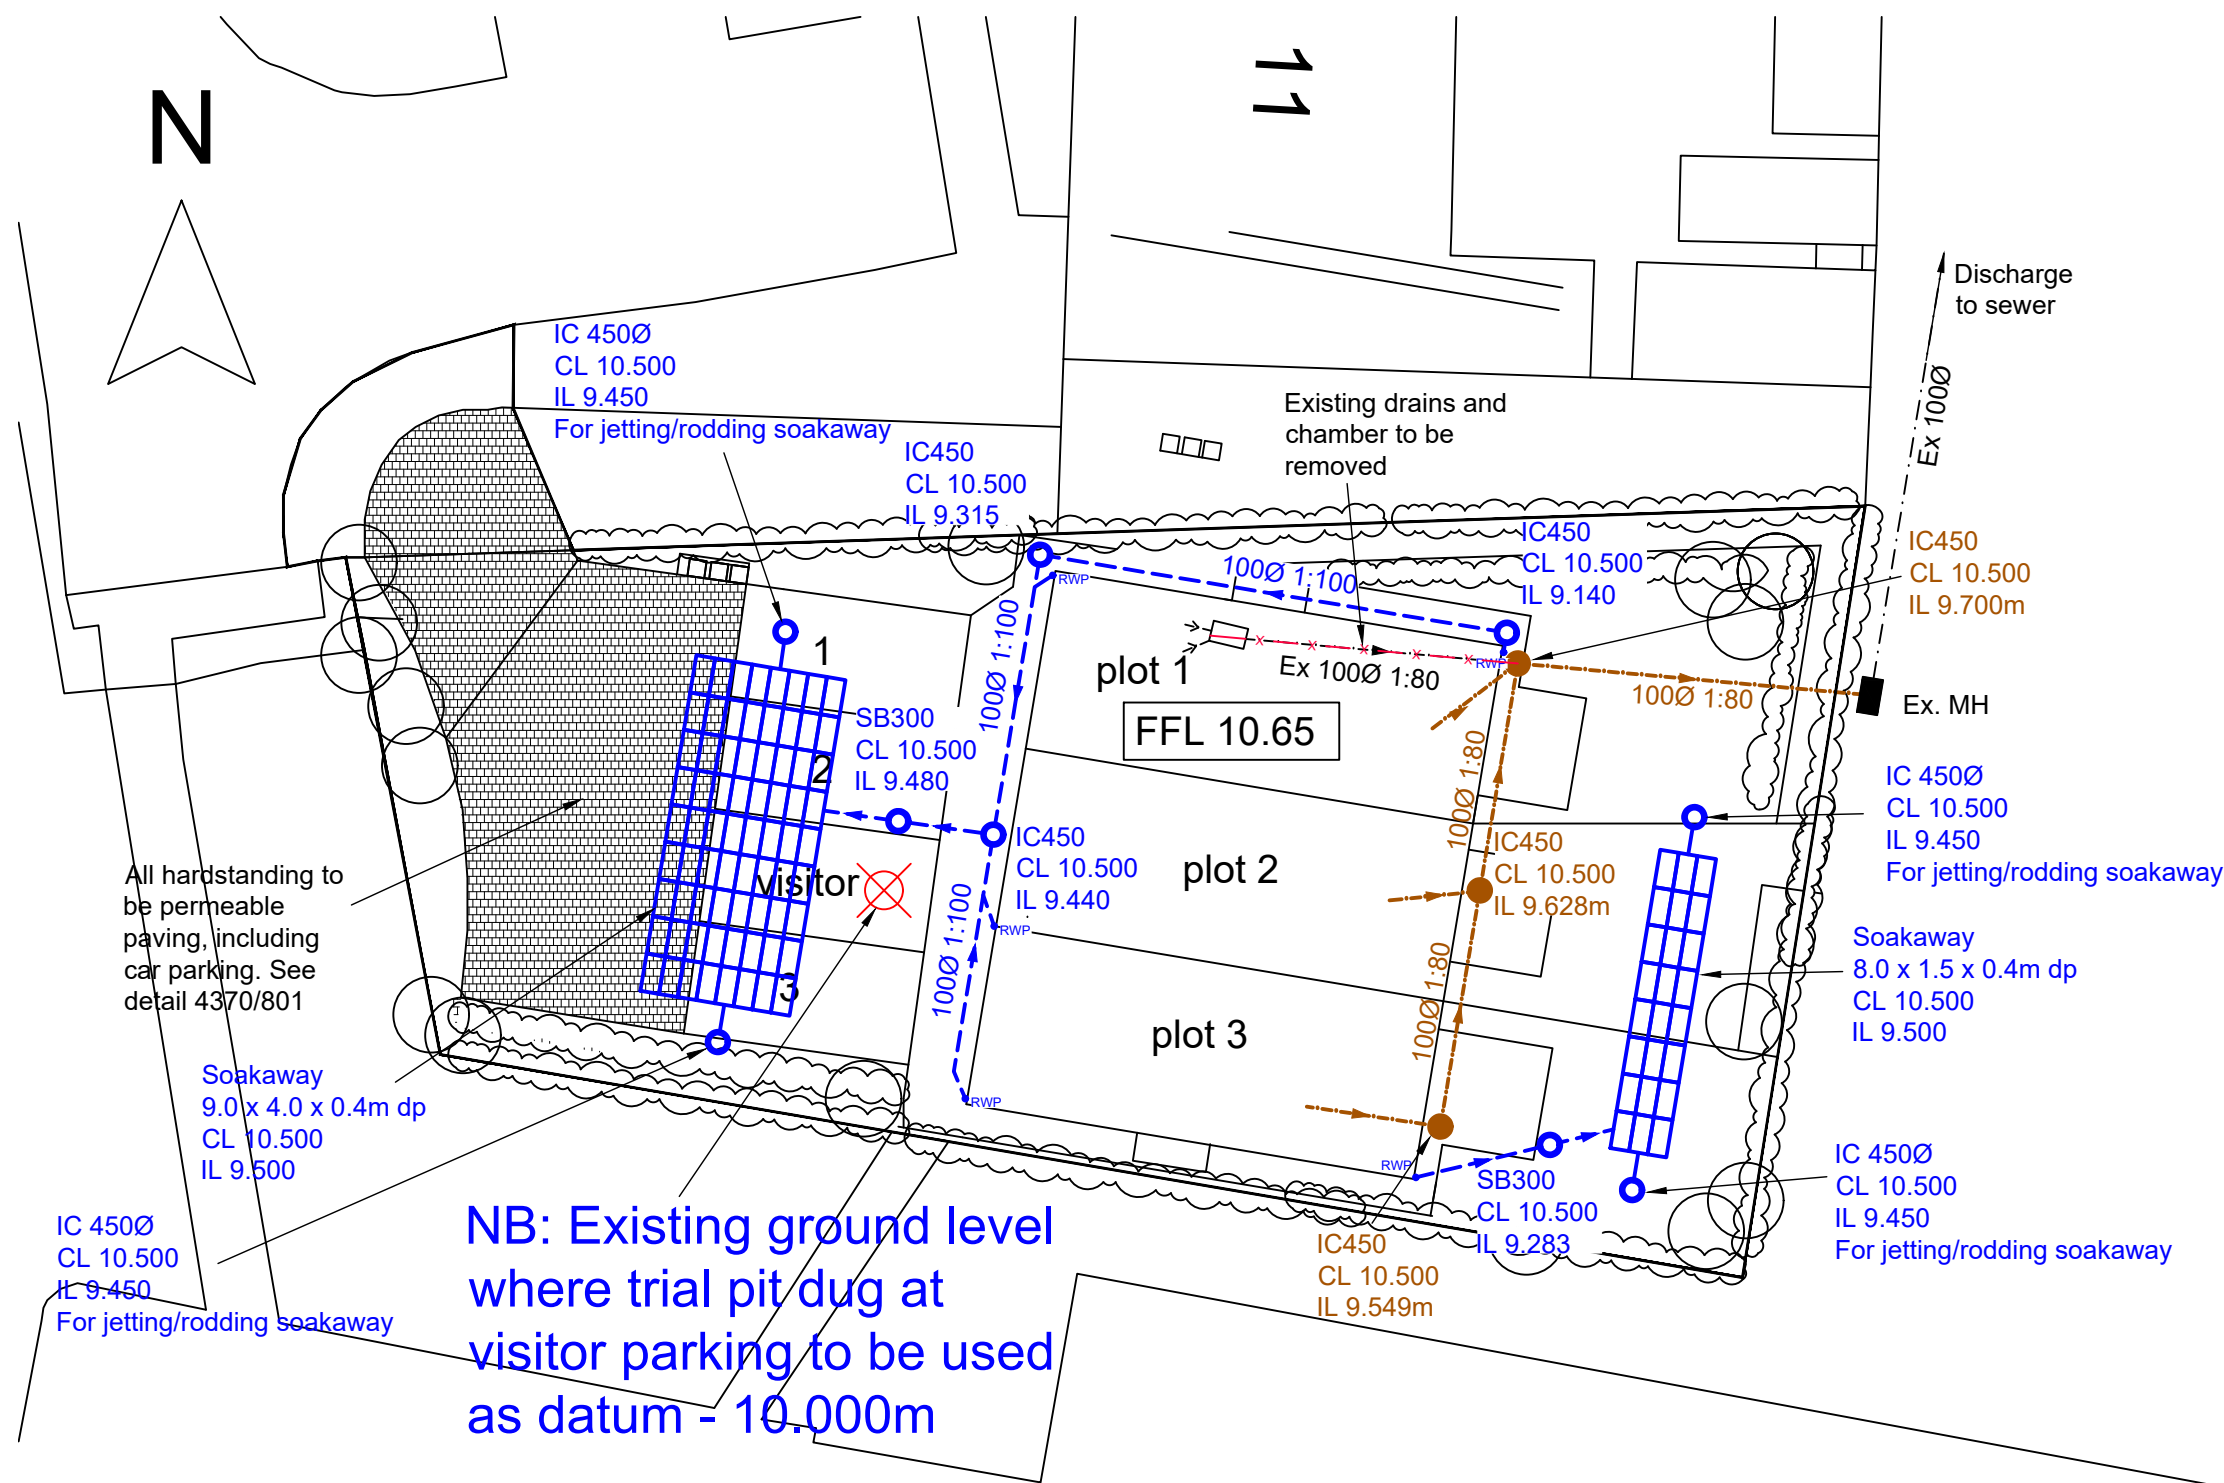 11
N
Discharge
to sewer
Ex 100Ø
IC 450Ø
CL 10.500
IL 9.450
For jetting/rodding soakaway
IC450
CL 10.500
IL 9.315
Existing drains and
chamber to be
removed
IC450
CL 10.500
IL 9.140
IC450
CL 10.500
IL 9.700m
100Ø 1:100
RWP
100Ø 1:100
1
plot 1
Ex 100Ø 1:80
RWP
100Ø 1:80
Ex. MH
FFL 10.65
SB300
CL 10.500
IL 9.480
2
100Ø 1:80
IC 450Ø
CL 10.500
IL 9.450
For jetting/rodding soakaway
IC450
CL 10.500
IL 9.440
plot 2
IC450
CL 10.500
IL 9.628m
visitor
All hardstanding to
be permeable
paving, including
car parking. See
detail 4370/801
RWP
100Ø 1:100
Soakaway
8.0 x 1.5 x 0.4m dp
CL 10.500
IL 9.500
3
plot 3
100Ø 1:80
Soakaway
9.0 x 4.0 x 0.4m dp
CL 10.500
IL 9.500
RWP
RWP
SB300
CL 10.500
IL 9.283
IC 450Ø
CL 10.500
IL 9.450
For jetting/rodding soakaway
IC450
CL 10.500
IL 9.549m
IC 450Ø
CL 10.500
IL 9.450
For jetting/rodding soakaway
NB: Existing ground level
where trial pit dug at
visitor parking to be used
as datum - 10.000m